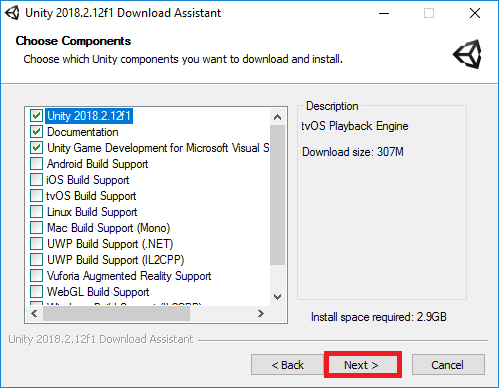 Unity 2018.2.12f1 Download Assistant
Choose Components
Choose which Unity components you want to download and install.
Unity 2018.2.12f1
Documentation
Unity Game Development for Microsoft Visual S
Android Build Support
iOS Build Support
tvOS Build Support
Linux Build Support
Mac Build Support (Mono)
UWP Build Support (.NET)
UWP Build Support (IL2CPP)
Vuforia Augmented Reality Support
WebGL Build Support
Description
tvOS Playback Engine
Download size: 307M
Install space required: 2.9GB
Unity 2018.2.12f1 Download Assistant
< Back
Next >
Cancel